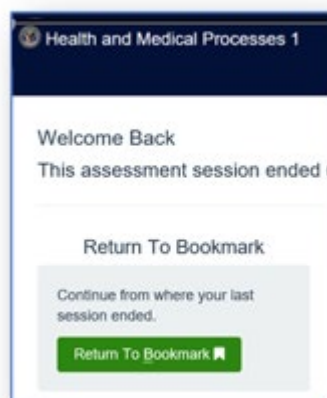 Health and Medical Processes 1
Welcome Back
This assessment session ended
Return To Bookmark
Continue from where your last
session ended.
Return To Bookmark